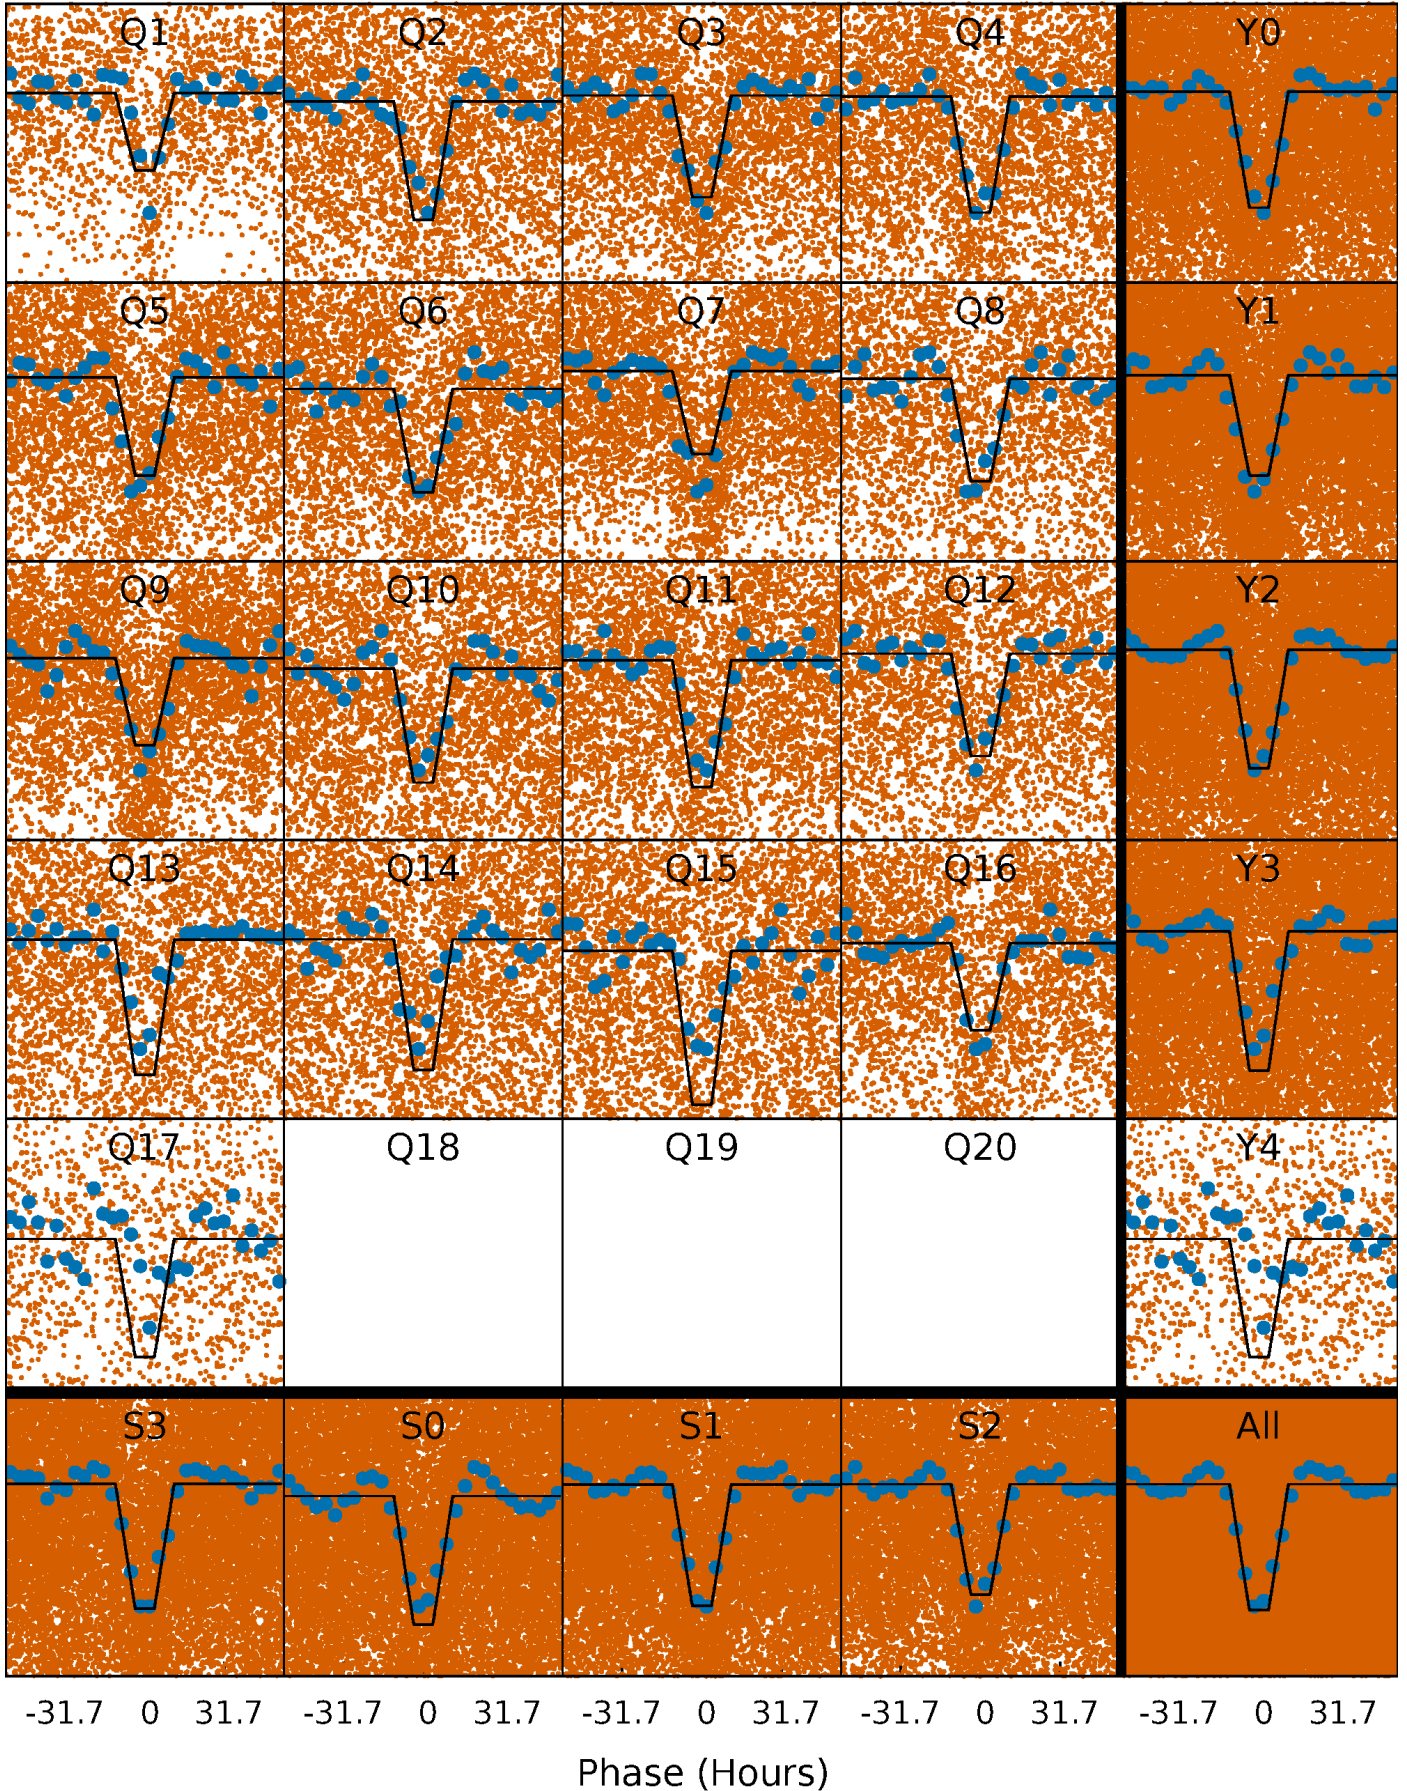 Q1 Q2 Q3 Q4 Y0
Q5 Q6 Q7 Q8 Y1
Q9 Q10 Q11 Q12 Y2
Q13 Q14 Q15 Q16 Y3
Q17 Q18 Q19 Q20 Y4
S3 S0 S1 S2 All
-31.7 0 31.7 -31.7 0 31.7 -31.7 0 31.7 -31.7 0 31.7 -31.7 0 31.7
Phase (Hours)